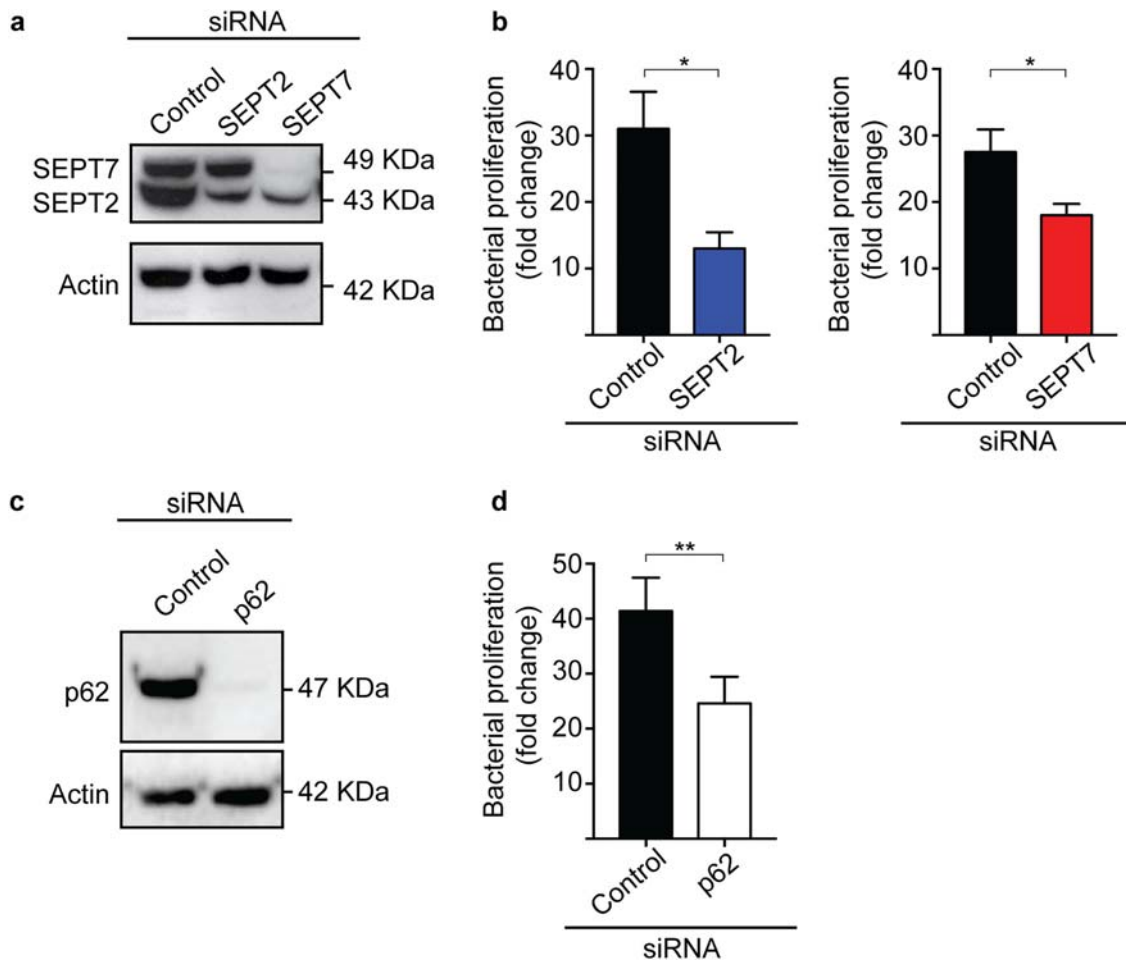 a
siRNA
Control
SEPT2
SEPT7
SEPT7
49 KDa
SEPT2
43 KDa
Actin
42 KDa
b
Bacterial proliferation
(fold change)
40
30
20
10
*
Control
SEPT2
siRNA
Bacterial proliferation
(fold change)
40
30
20
10
*
Control
SEPT7
siRNA
c
siRNA
Control
p62
p62
47 KDa
Actin
42 KDa
d
Bacterial proliferation
(fold change)
50
40
30
20
10
**
Control
p62
siRNA